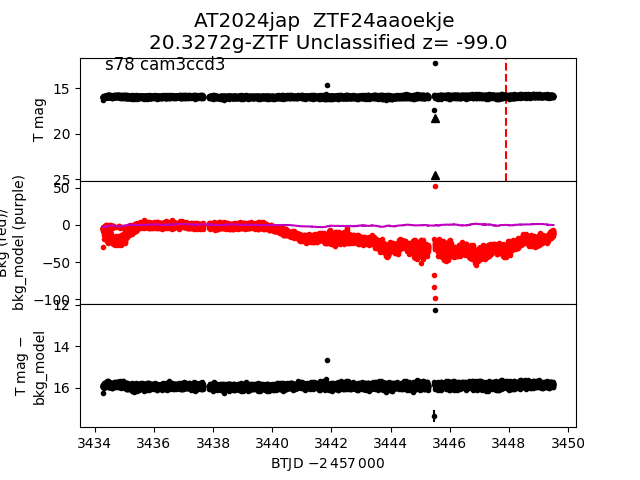 AT2024jap  ZTF24aaoekje
20.3272g-ZTF Unclassified z= -99.0
s78 cam3ccd3
T mag
15
20
25
bkg_model (purple)
50
0
−50
−100
T mag −
bkg_model
12
14
16
3434 3436 3438 3440 3442 3444 3446 3448 3450
BTJD −2 457 000